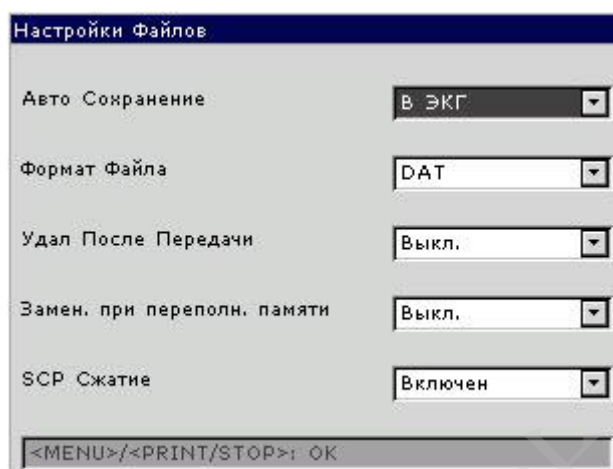 Настройки Файлов
Авто Сохранение В ЭКГ
Формат Файла DAT
Удал После Передачи Выкл.
Замен. при переполн. памяти Выкл.
SCP Сжатие Включен
<MENU>/<PRINT/STOP>: OK